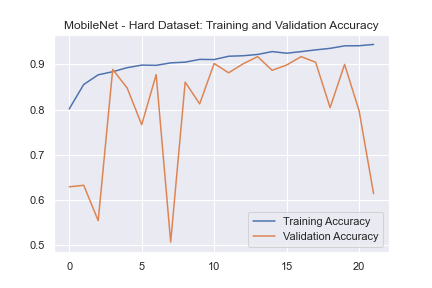 MobileNet - Hard Dataset: Training and Validation Accuracy
0.9
0.8
0.7
0.6
0.5
0 5 10 15 20
Training Accuracy
Validation Accuracy